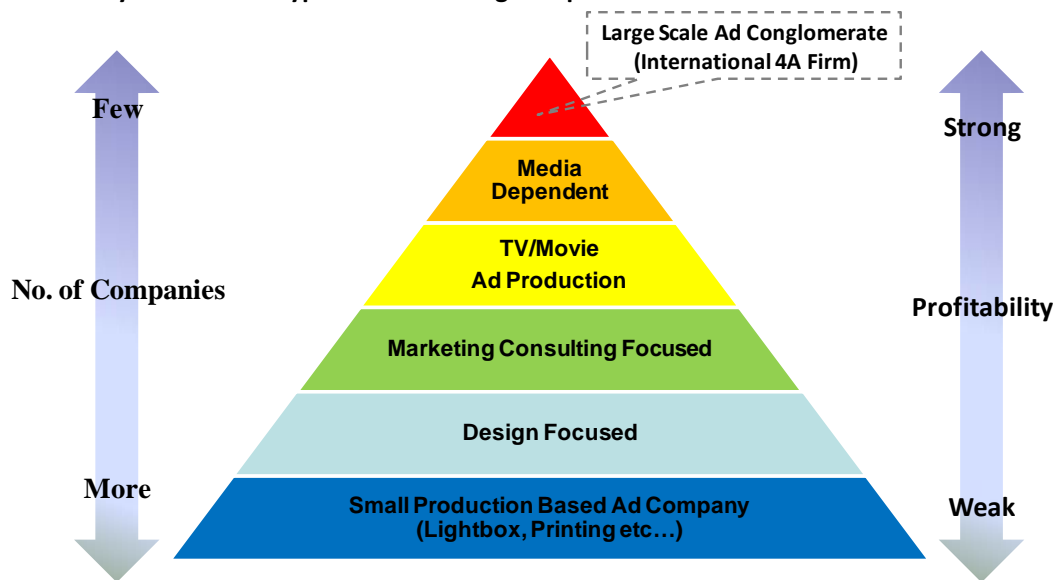 Large Scale Ad Conglomerate
(International 4A Firm)
Few
Strong
Media
Dependent
TV/Movie
Ad Production
No. of Companies
Profitability
Marketing Consulting Focused
Design Focused
More
Small Production Based Ad Company
(Lightbox, Printing etc…)
Weak